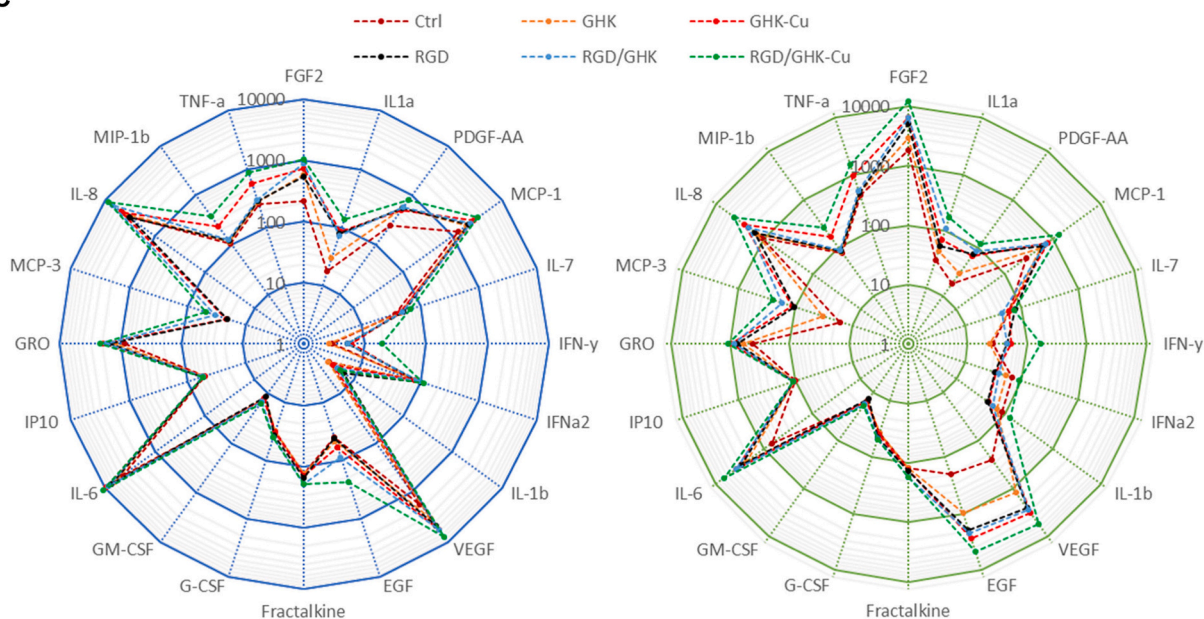 Ctrl GHK GHK-Cu
RGD RGD/GHK RGD/GHK-Cu
FGF2
IL1a
PDGF-AA
MCP-1
IL-7
IFN-y
IFNa2
IL-1b
VEGF
EGF
Fractalkine
G-CSF
GM-CSF
IL-6
IP10
GRO
MCP-3
IL-8
MIP-1b
TNF-a
10000
1000
100
10
1
FGF2
IL1a
PDGF-AA
MCP-1
IL-7
IFN-y
IFNa2
IL-1b
VEGF
EGF
Fractalkine
G-CSF
GM-CSF
IL-6
IP10
GRO
MCP-3
IL-8
MIP-1b
TNF-a
10000
1000
100
10
1